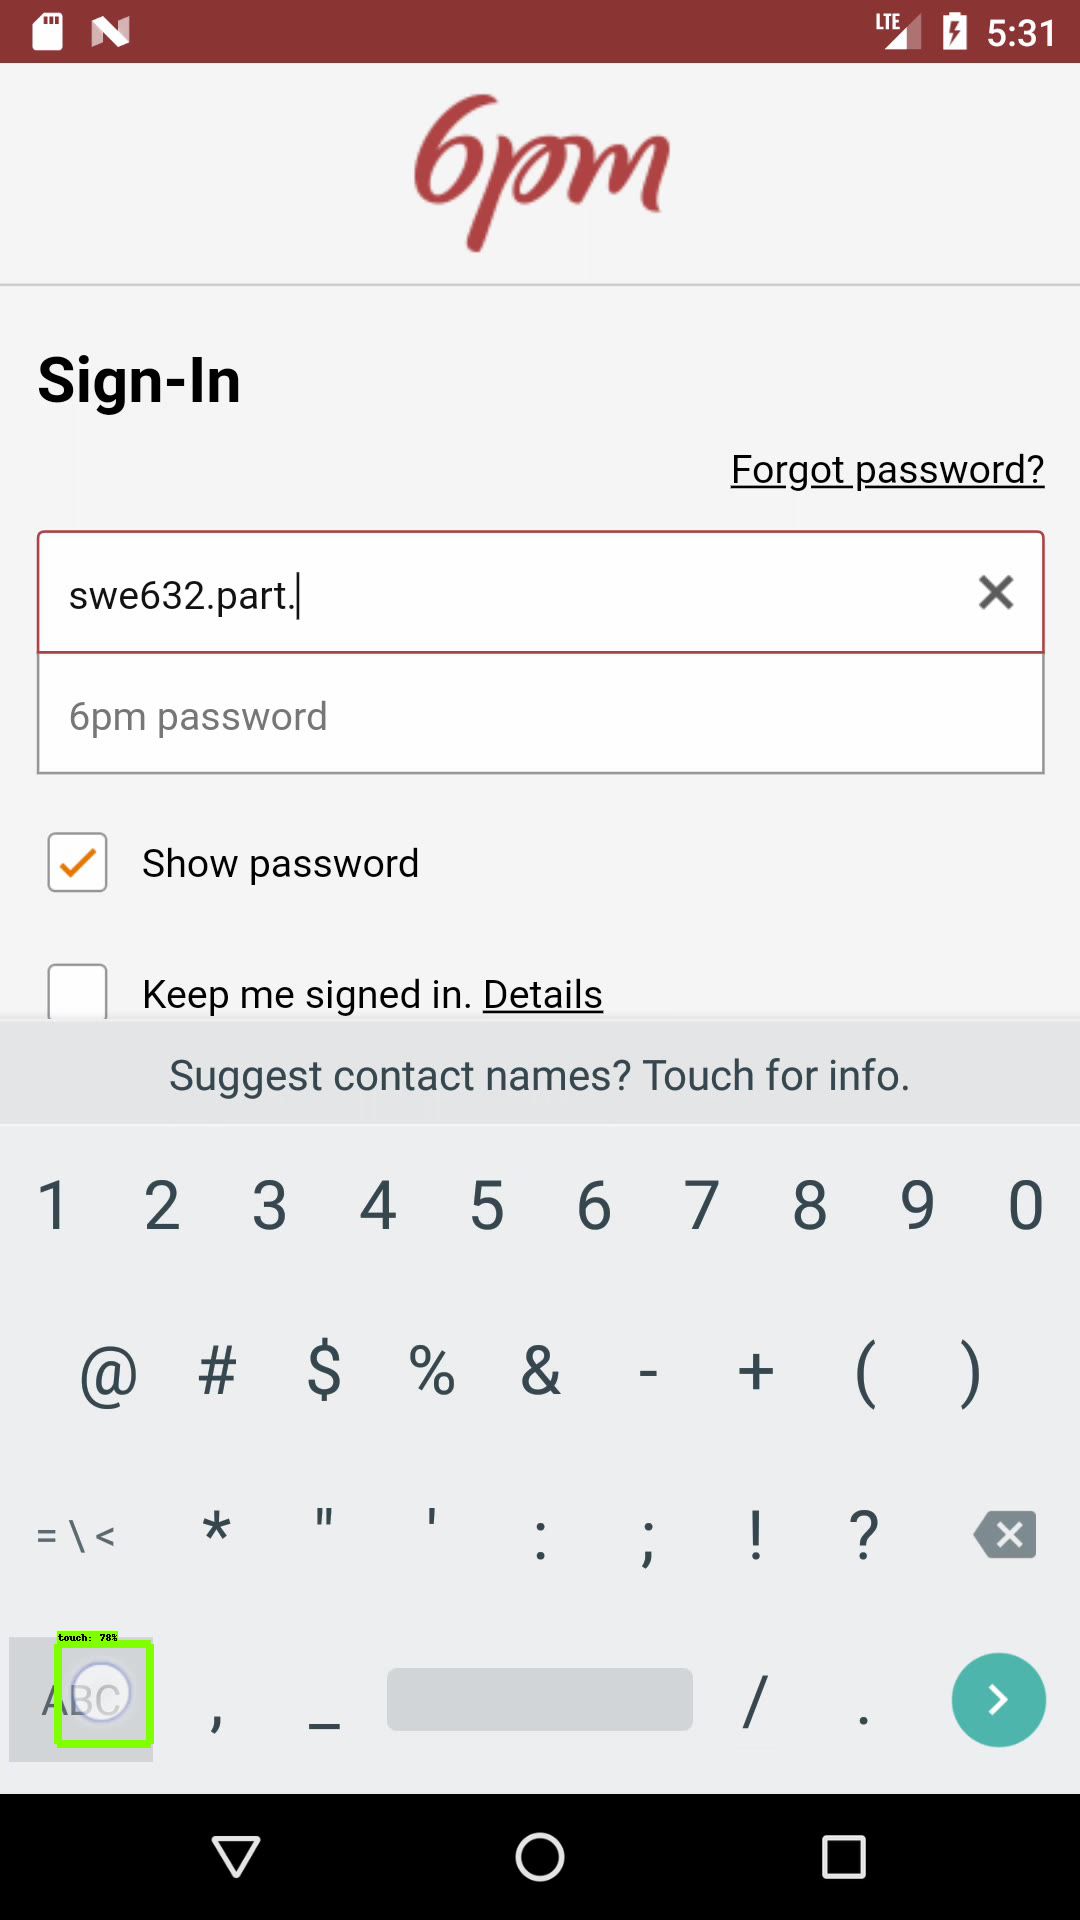 LTE 5:31
6pm
Sign-In
Forgot password?
swe632.part.
6pm password
Show password
Keep me signed in. Details
Suggest contact names? Touch for info.
1 2 3 4 5 6 7 8 9 0
@ # $ % & - + ( )
= \ < * " ' : ; ! ?
touch: 78%
ABC , _ / .